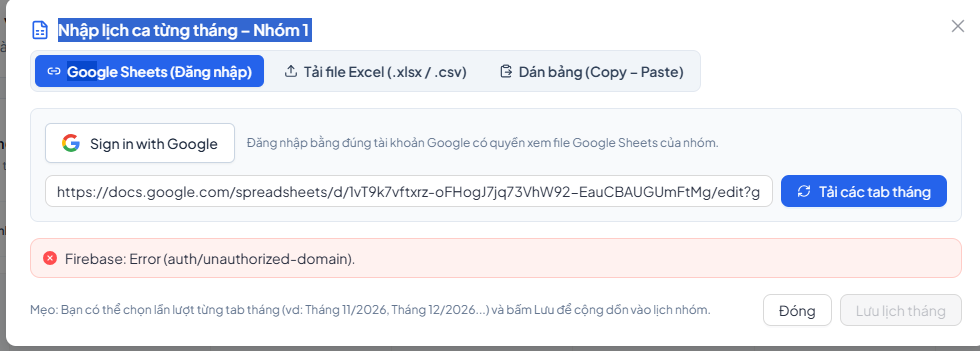 Nhập lịch ca từng tháng – Nhóm 1
Google Sheets (Đăng nhập)
Tải file Excel (.xlsx / .csv)
Dán bảng (Copy – Paste)
Sign in with Google
Đăng nhập bằng đúng tài khoản Google có quyền xem file Google Sheets của nhóm.
https://docs.google.com/spreadsheets/d/1vT9k7vftxrz-oFHogJ7jq73VhW92-EauCBAUGUmFtMg/edit?g
Tải các tab tháng
Firebase: Error (auth/unauthorized-domain).
Mẹo: Bạn có thể chọn lần lượt từng tab tháng (vd: Tháng 11/2026, Tháng 12/2026...) và bấm Lưu để cộng dồn vào lịch nhóm.
Đóng
Lưu lịch tháng